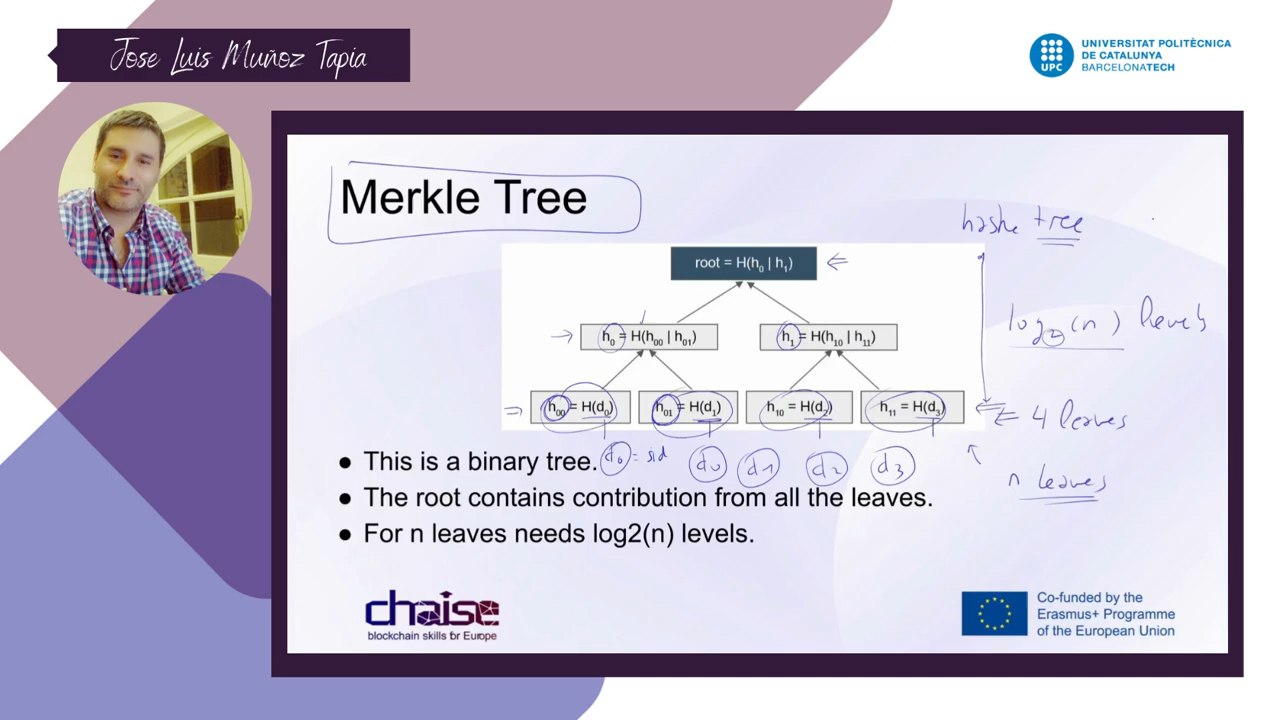 Jose Luis Muñoz Tapia
UPC
UNIVERSITAT POLITÈCNICA
DE CATALUNYA
BARCELONATECH
Merkle Tree
hash tree
root = H(h0 | h1)
h0 = H(h00 | h01)
h1 = H(h10 | h11)
log2(n) levels
h00 = H(d0)
h01 = H(d1)
h10 = H(d2)
h11 = H(d3)
4 leaves
● This is a binary tree.
d0 =
d0 d1 d2 d3
n leaves
● The root contains contribution from all the leaves.
● For n leaves needs log2(n) levels.
chaise
blockchain skills for Europe
Co-funded by the
Erasmus+ Programme
of the European Union